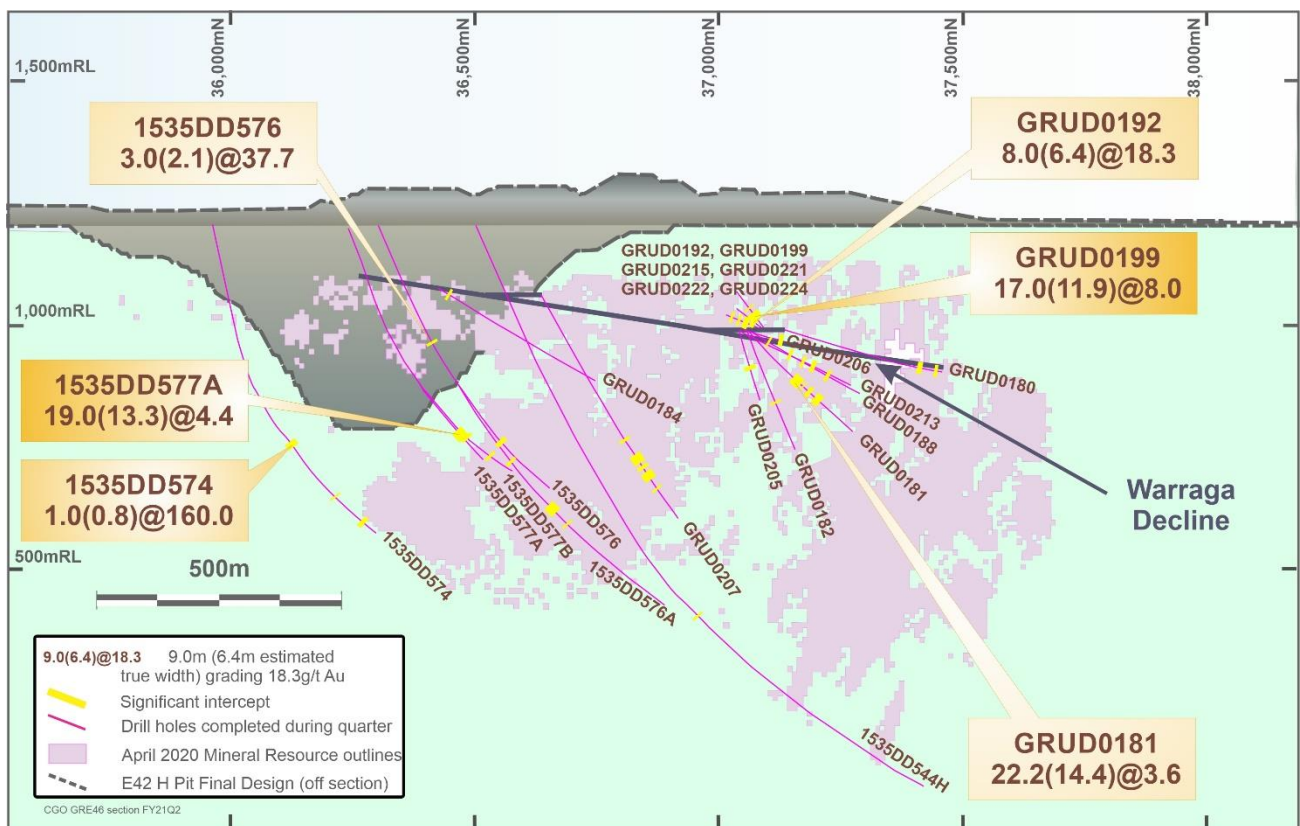 36,000mN
36,500mN
37,000mN
37,500mN
38,000mN
1,500mRL
1535DD576
3.0(2.1)@37.7
GRUD0192
8.0(6.4)@18.3
GRUD0192, GRUD0199
GRUD0215, GRUD0221
GRUD0222, GRUD0224
GRUD0199
17.0(11.9)@8.0
1,000mRL
1535DD577A
19.0(13.3)@4.4
1535DD574
1.0(0.8)@160.0
GRUD0184
GRUD0206
GRUD0180
GRUD0213
GRUD0188
GRUD0181
GRUD0205
GRUD0182
Warraga
Decline
500mRL
500m
1535DD574
1535DD577A
1535DD577B
1535DD576
1535DD576A
GRUD0207
1535DD544H
GRUD0181
22.2(14.4)@3.6
9.0(6.4)@18.3 9.0m (6.4m estimated
true width) grading 18.3g/t Au
Significant intercept
Drill holes completed during quarter
April 2020 Mineral Resource outlines
E42 H Pit Final Design (off section)
CGO GRE46 section FY21Q2